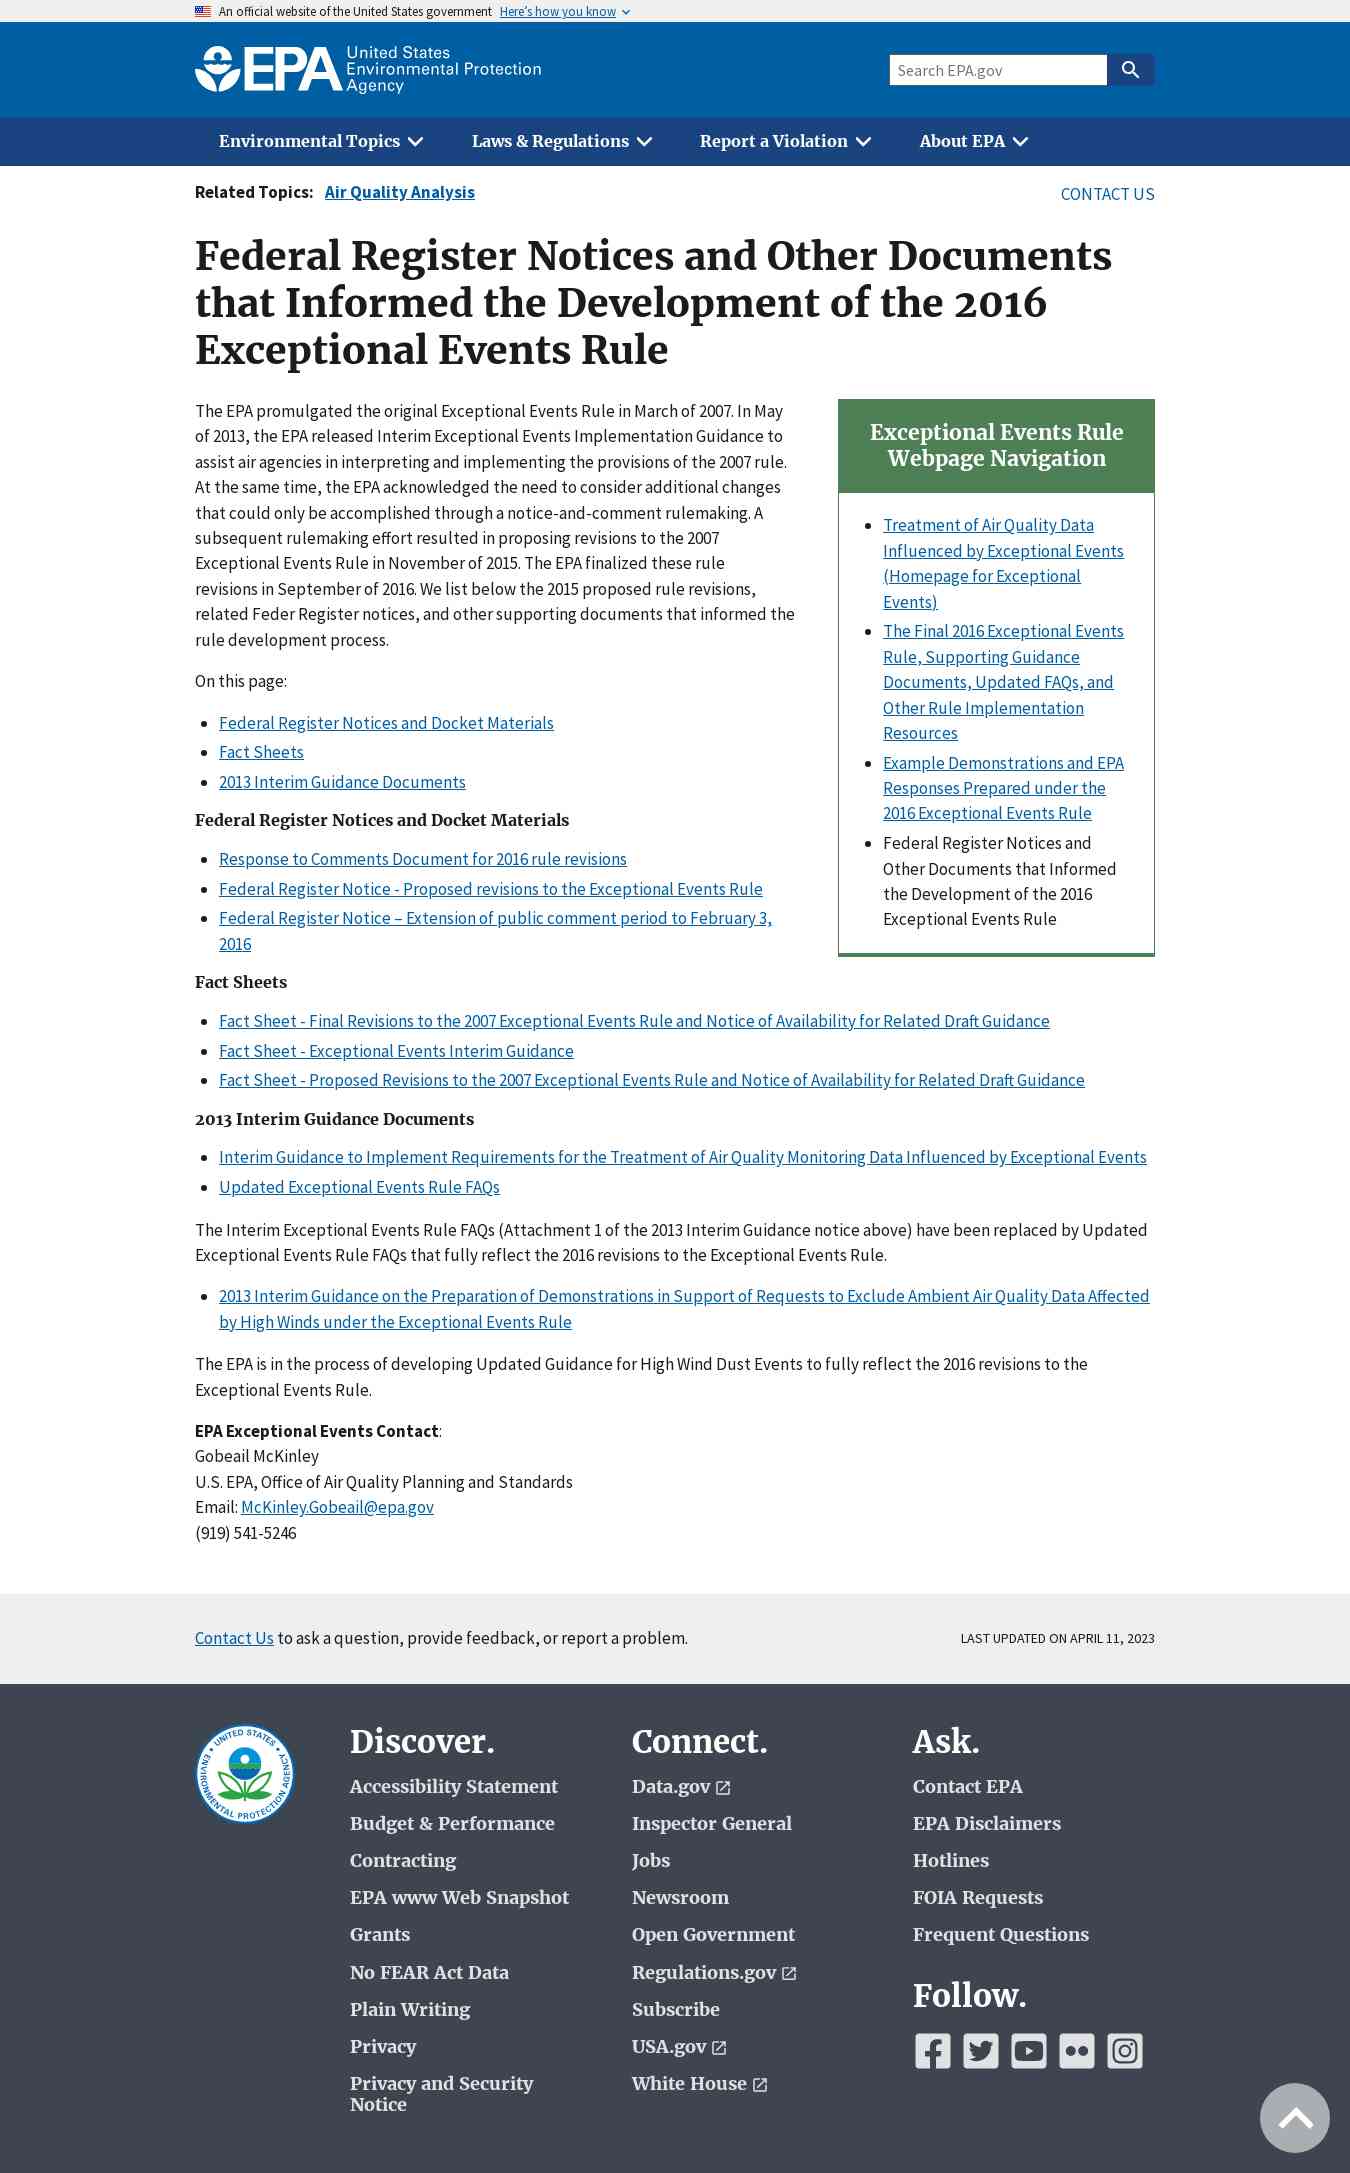 An official website of the United States government Here's how you know
EPA United States
Environmental Protection
Agency
Search EPA.gov
Environmental Topics Laws & Regulations Report a Violation About EPA
Related Topics: Air Quality Analysis CONTACT US
Federal Register Notices and Other Documents
that Informed the Development of the 2016
Exceptional Events Rule
The EPA promulgated the original Exceptional Events Rule in March of 2007. In May
of 2013, the EPA released Interim Exceptional Events Implementation Guidance to
assist air agencies in interpreting and implementing the provisions of the 2007 rule.
At the same time, the EPA acknowledged the need to consider additional changes
that could only be accomplished through a notice-and-comment rulemaking. A
subsequent rulemaking effort resulted in proposing revisions to the 2007
Exceptional Events Rule in November of 2015. The EPA finalized these rule
revisions in September of 2016. We list below the 2015 proposed rule revisions,
related Feder Register notices, and other supporting documents that informed the
rule development process.
On this page:
Federal Register Notices and Docket Materials
Fact Sheets
2013 Interim Guidance Documents
Federal Register Notices and Docket Materials
Response to Comments Document for 2016 rule revisions
Federal Register Notice - Proposed revisions to the Exceptional Events Rule
Federal Register Notice – Extension of public comment period to February 3,
2016
Exceptional Events Rule
Webpage Navigation
Treatment of Air Quality Data
Influenced by Exceptional Events
(Homepage for Exceptional
Events)
The Final 2016 Exceptional Events
Rule, Supporting Guidance
Documents, Updated FAQs, and
Other Rule Implementation
Resources
Example Demonstrations and EPA
Responses Prepared under the
2016 Exceptional Events Rule
Federal Register Notices and
Other Documents that Informed
the Development of the 2016
Exceptional Events Rule
Fact Sheets
Fact Sheet - Final Revisions to the 2007 Exceptional Events Rule and Notice of Availability for Related Draft Guidance
Fact Sheet - Exceptional Events Interim Guidance
Fact Sheet - Proposed Revisions to the 2007 Exceptional Events Rule and Notice of Availability for Related Draft Guidance
2013 Interim Guidance Documents
Interim Guidance to Implement Requirements for the Treatment of Air Quality Monitoring Data Influenced by Exceptional Events
Updated Exceptional Events Rule FAQs
The Interim Exceptional Events Rule FAQs (Attachment 1 of the 2013 Interim Guidance notice above) have been replaced by Updated
Exceptional Events Rule FAQs that fully reflect the 2016 revisions to the Exceptional Events Rule.
2013 Interim Guidance on the Preparation of Demonstrations in Support of Requests to Exclude Ambient Air Quality Data Affected
by High Winds under the Exceptional Events Rule
The EPA is in the process of developing Updated Guidance for High Wind Dust Events to fully reflect the 2016 revisions to the
Exceptional Events Rule.
EPA Exceptional Events Contact:
Gobeail McKinley
U.S. EPA, Office of Air Quality Planning and Standards
Email: McKinley.Gobeail@epa.gov
(919) 541-5246
Contact Us to ask a question, provide feedback, or report a problem. LAST UPDATED ON APRIL 11, 2023
UNITED STATES
ENVIRONMENTAL PROTECTION AGENCY
Discover.
Accessibility Statement
Budget & Performance
Contracting
EPA www Web Snapshot
Grants
No FEAR Act Data
Plain Writing
Privacy
Privacy and Security
Notice
Connect.
Data.gov
Inspector General
Jobs
Newsroom
Open Government
Regulations.gov
Subscribe
USA.gov
White House
Ask.
Contact EPA
EPA Disclaimers
Hotlines
FOIA Requests
Frequent Questions
Follow.